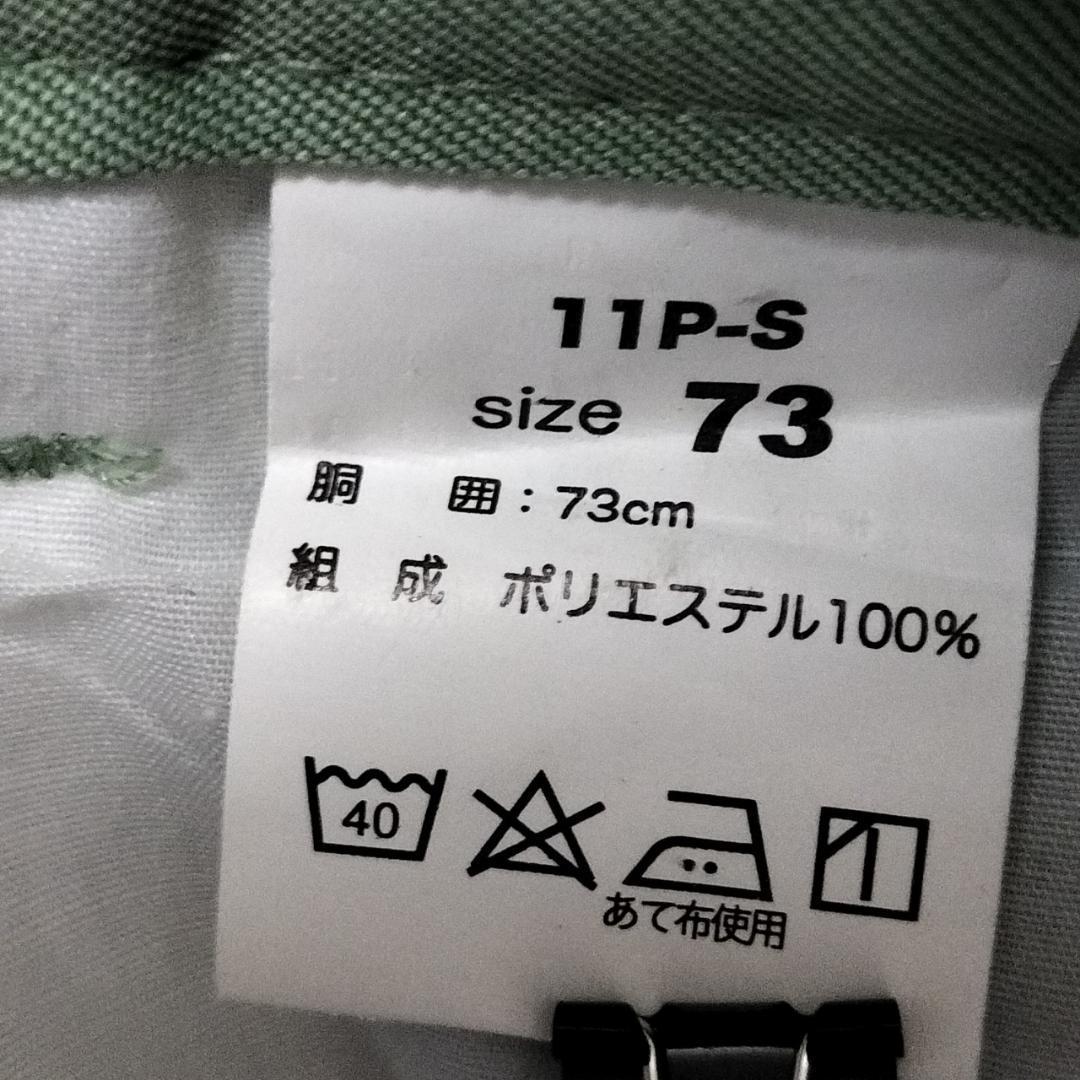 11P-S
size 73
胴 囲：73cm
組 成 ポリエステル100%
40
あて布使用